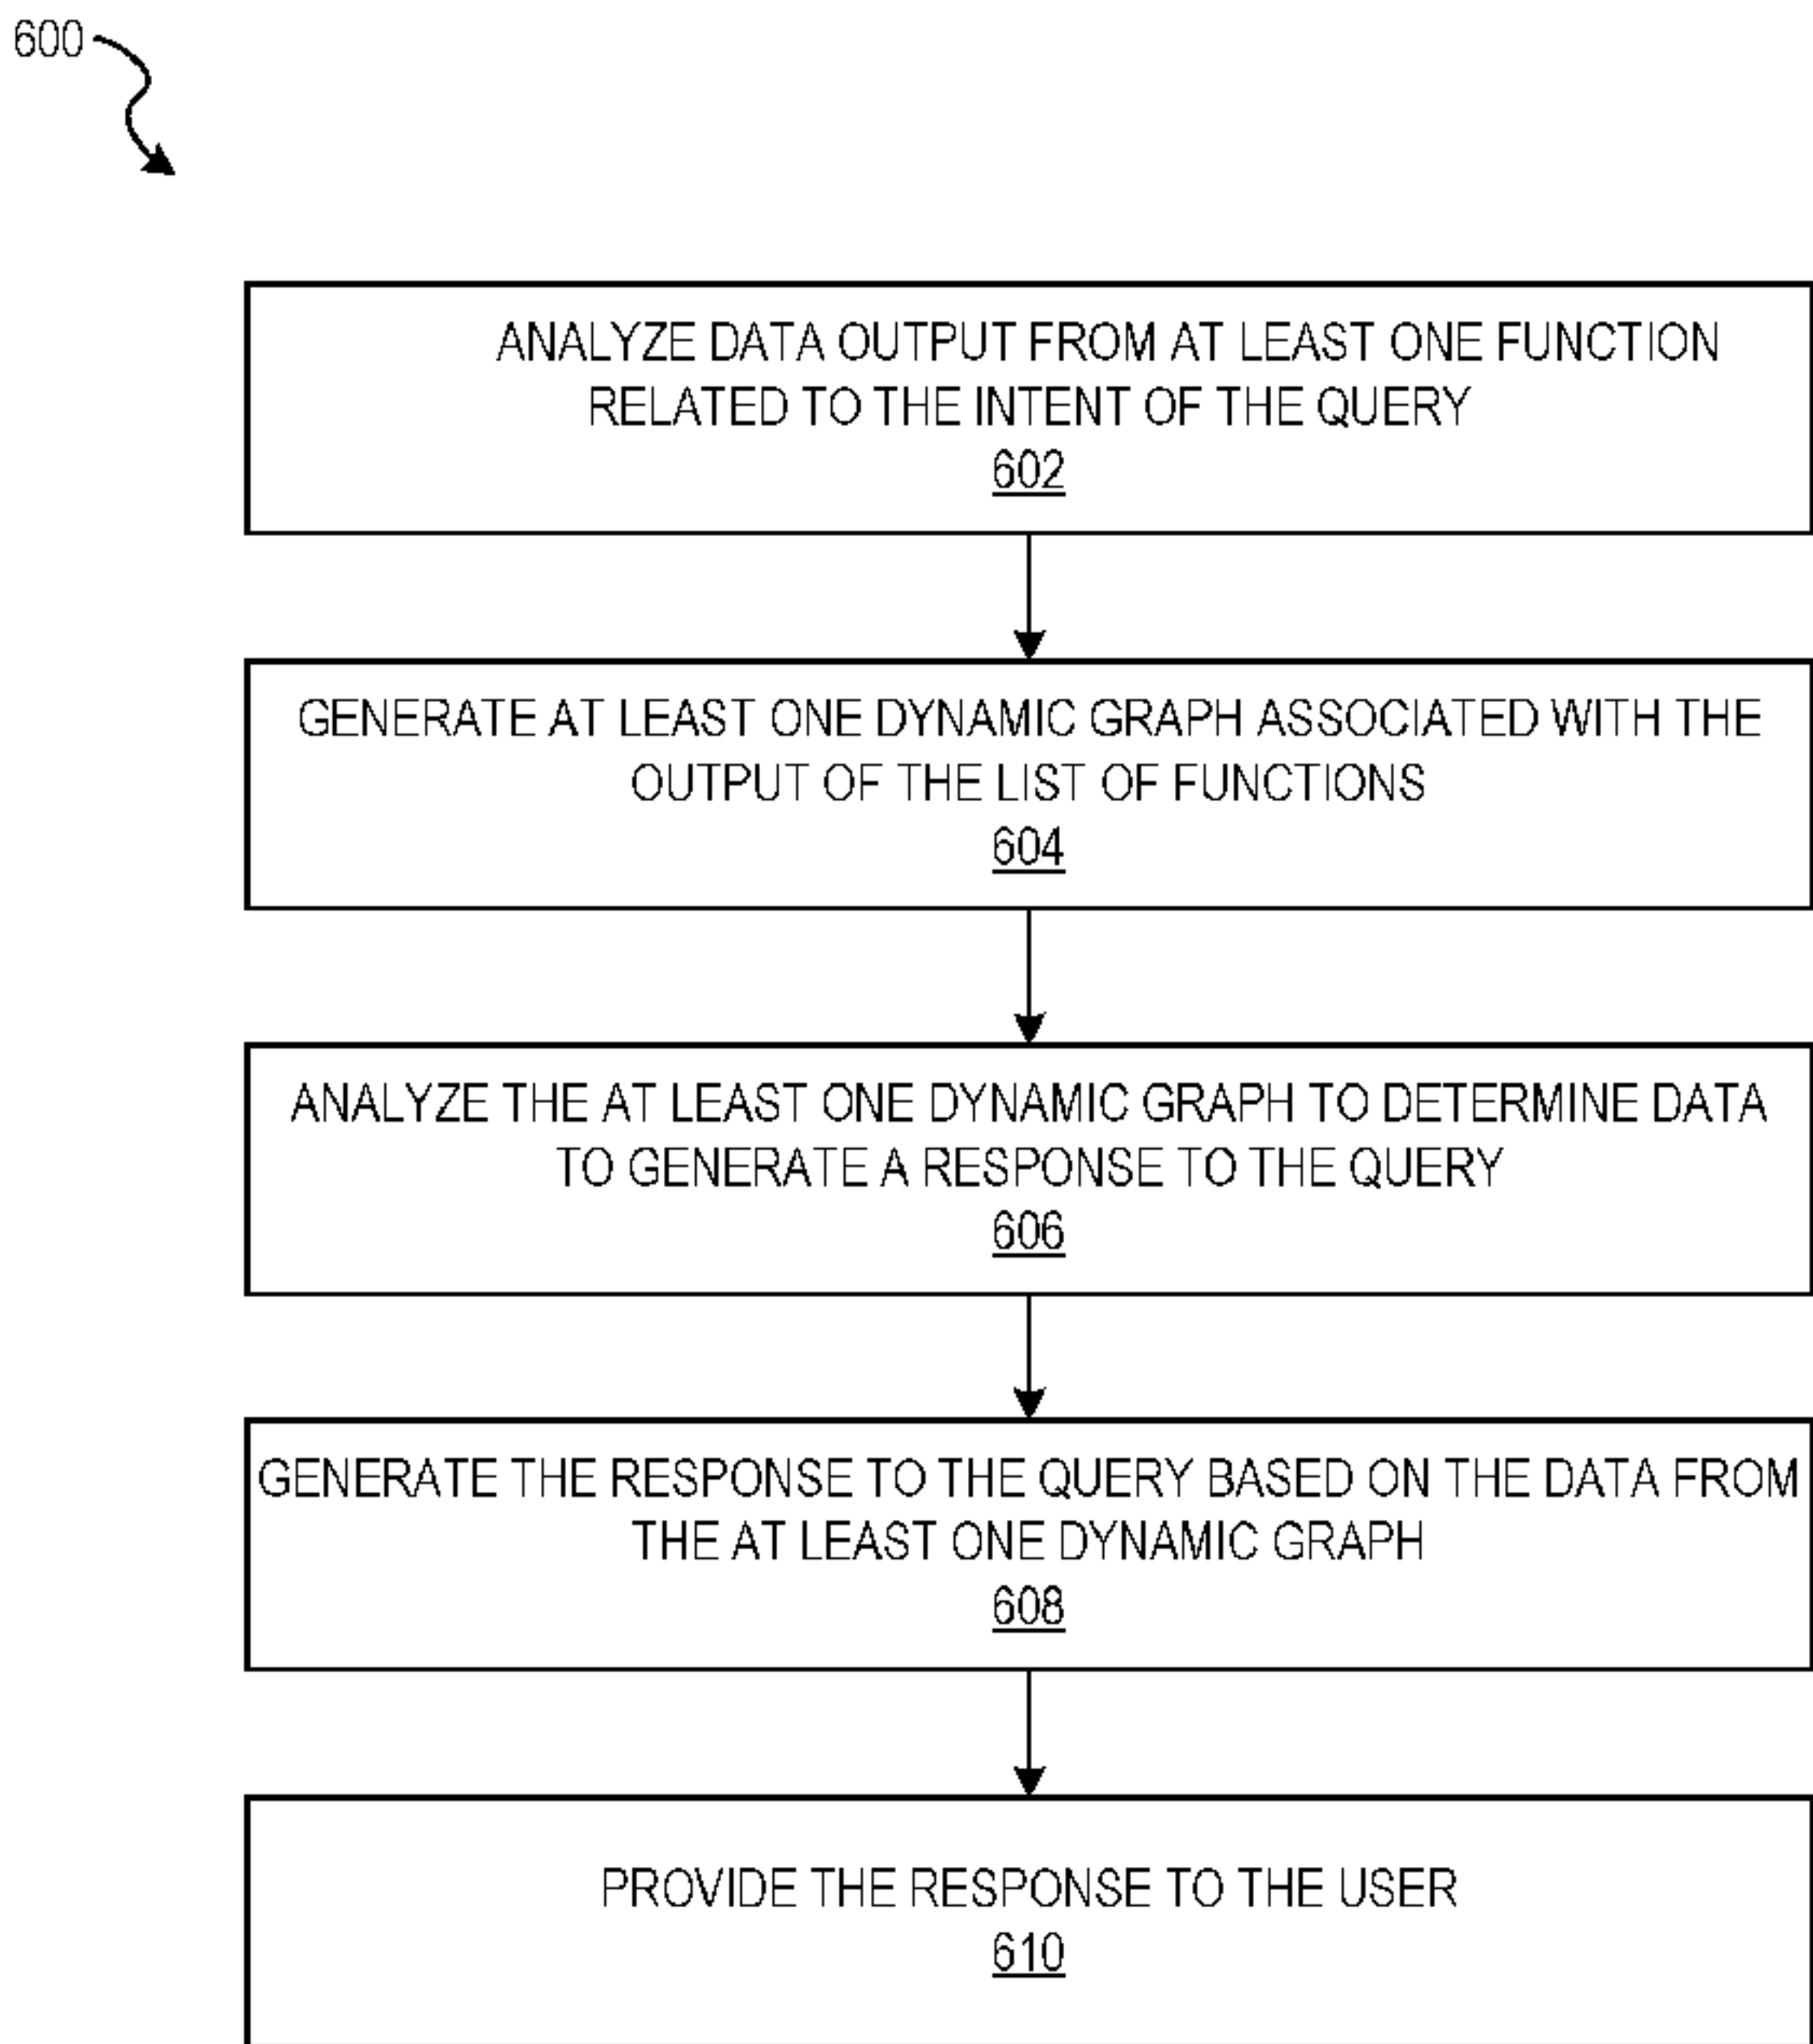 600
ANALYZE DATA OUTPUT FROM AT LEAST ONE FUNCTION
RELATED TO THE INTENT OF THE QUERY
602
GENERATE AT LEAST ONE DYNAMIC GRAPH ASSOCIATED WITH THE
OUTPUT OF THE LIST OF FUNCTIONS
604
ANALYZE THE AT LEAST ONE DYNAMIC GRAPH TO DETERMINE DATA
TO GENERATE A RESPONSE TO THE QUERY
606
GENERATE THE RESPONSE TO THE QUERY BASED ON THE DATA FROM
THE AT LEAST ONE DYNAMIC GRAPH
608
PROVIDE THE RESPONSE TO THE USER
610